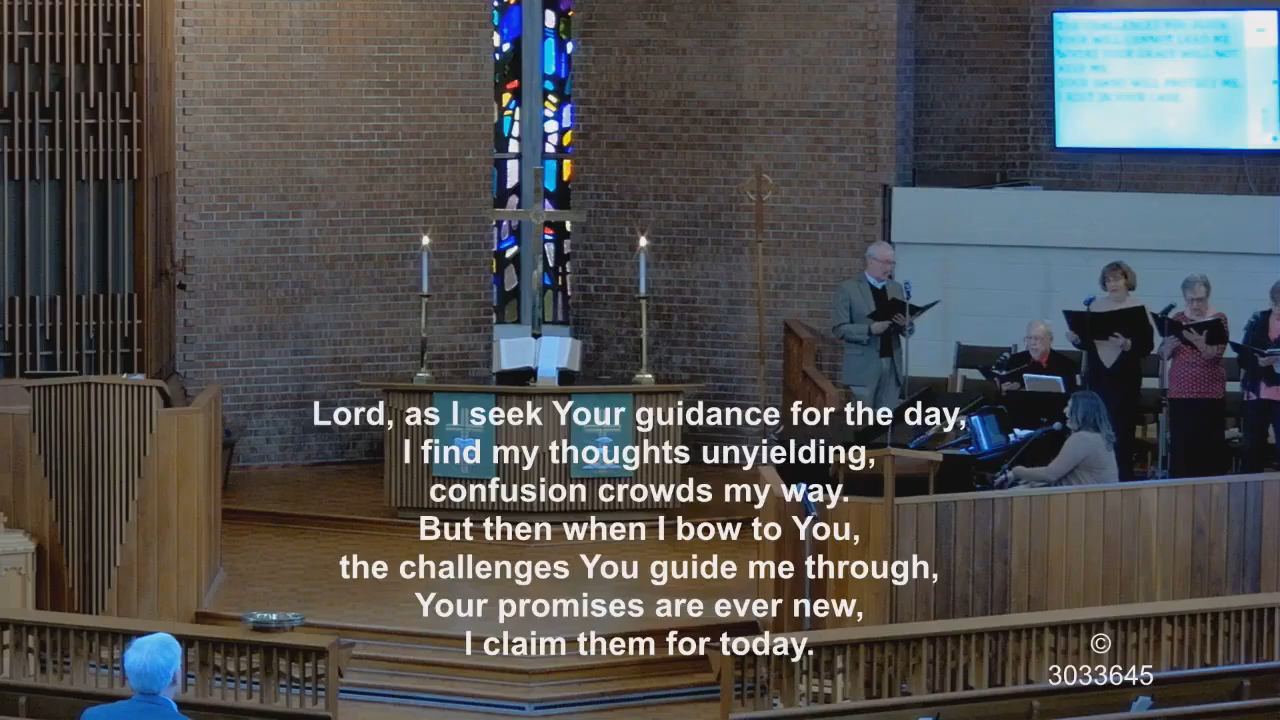 Lord, as I seek Your guidance for the day,
I find my thoughts unyielding,
confusion crowds my way.
But then when I bow to You,
the challenges You guide me through,
Your promises are ever new,
I claim them for today.
©
3033645